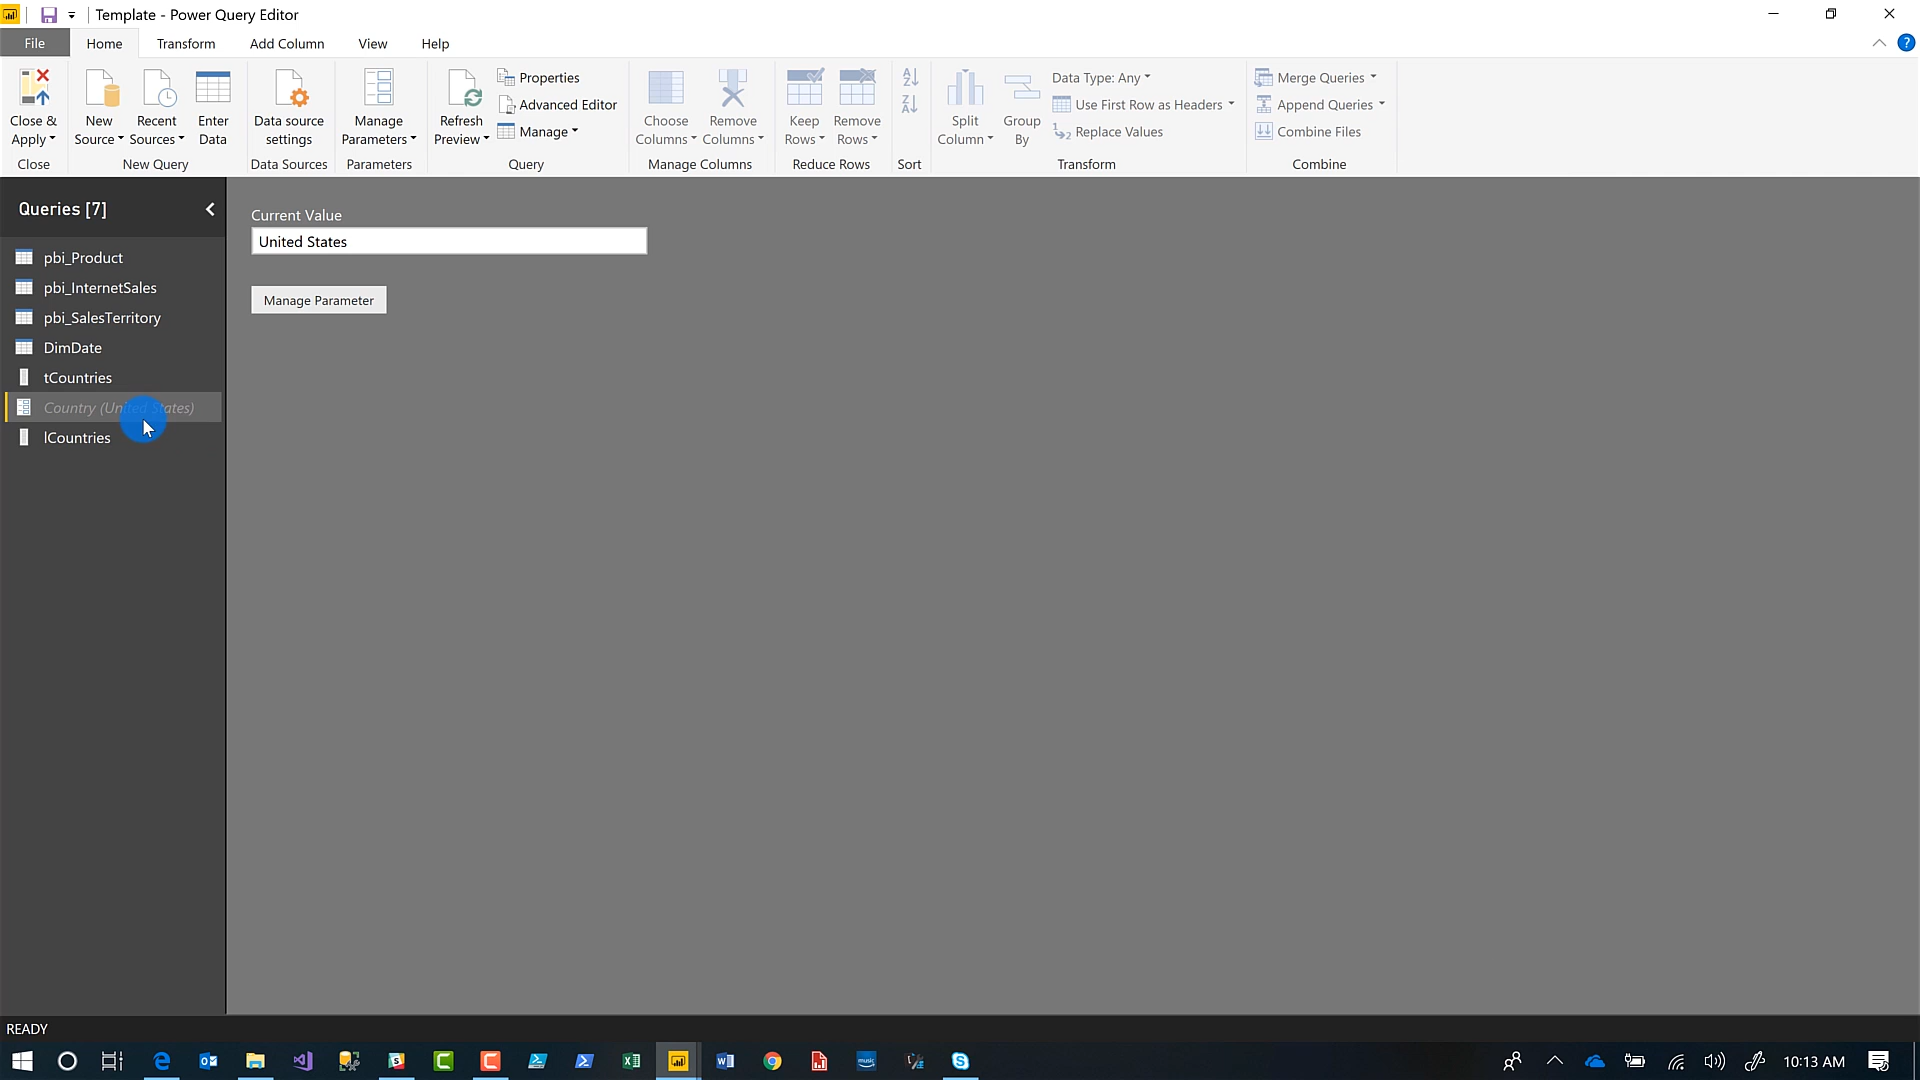 Template - Power Query Editor
File Home Transform Add Column View Help
Close & Apply
New Source
Recent Sources
Enter Data
Data source settings
Manage Parameters
Refresh Preview
Properties
Advanced Editor
Manage
Choose Columns
Remove Columns
Keep Rows
Remove Rows
Split Column
Group By
Data Type: Any
Use First Row as Headers
Replace Values
Merge Queries
Append Queries
Combine Files
Close New Query Data Sources Parameters Query Manage Columns Reduce Rows Sort Transform Combine
Queries [7]
pbi_Product
pbi_InternetSales
pbi_SalesTerritory
DimDate
tCountries
Country (United States)
lCountries
Current Value
United States
Manage Parameter
READY
10:13 AM